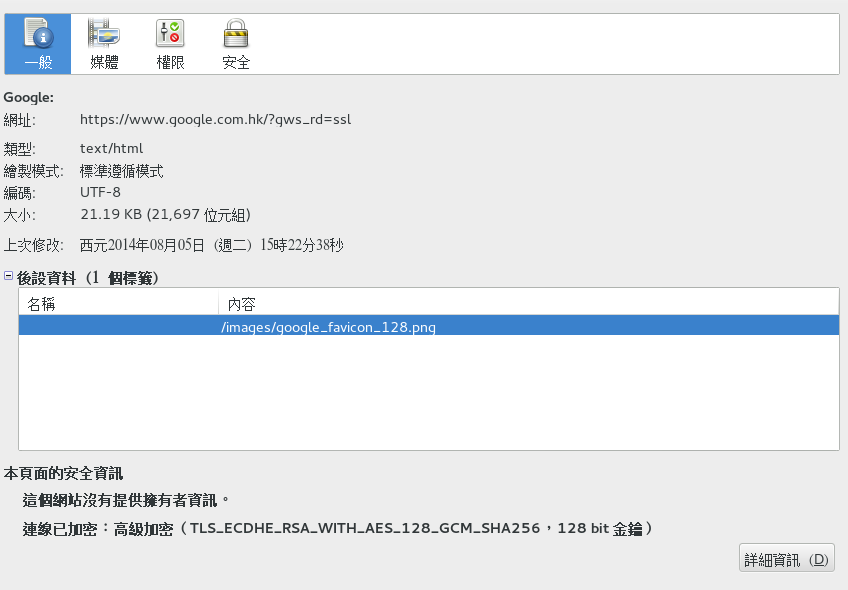 一般 媒體 權限 安全
Google:
網址: https://www.google.com.hk/?gws_rd=ssl
類型: text/html
繪製模式: 標準遵循模式
編碼: UTF-8
大小: 21.19 KB (21,697 位元組)
上次修改: 西元2014年08月05日（週二）15時22分38秒
後設資料（1 個標籤）
名稱 內容
/images/google_favicon_128.png
本頁面的安全資訊
這個網站沒有提供擁有者資訊。
連線已加密：高級加密（TLS_ECDHE_RSA_WITH_AES_128_GCM_SHA256，128 bit 金鑰）
詳細資訊（D）